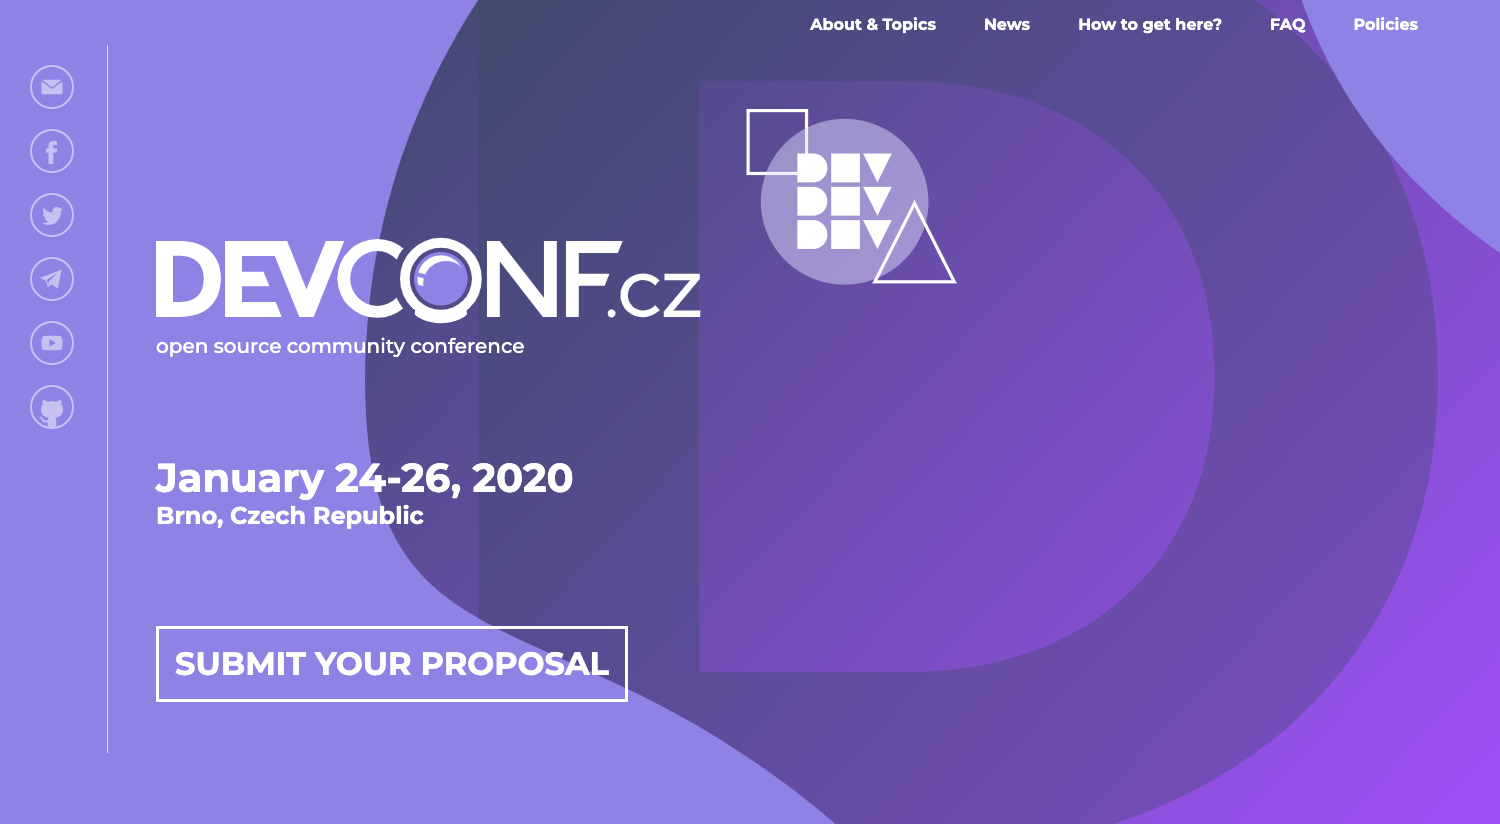 About & Topics News How to get here? FAQ Policies
DEV
DEV
DEV
DEVCONF.cz
open source community conference
January 24-26, 2020
Brno, Czech Republic
SUBMIT YOUR PROPOSAL